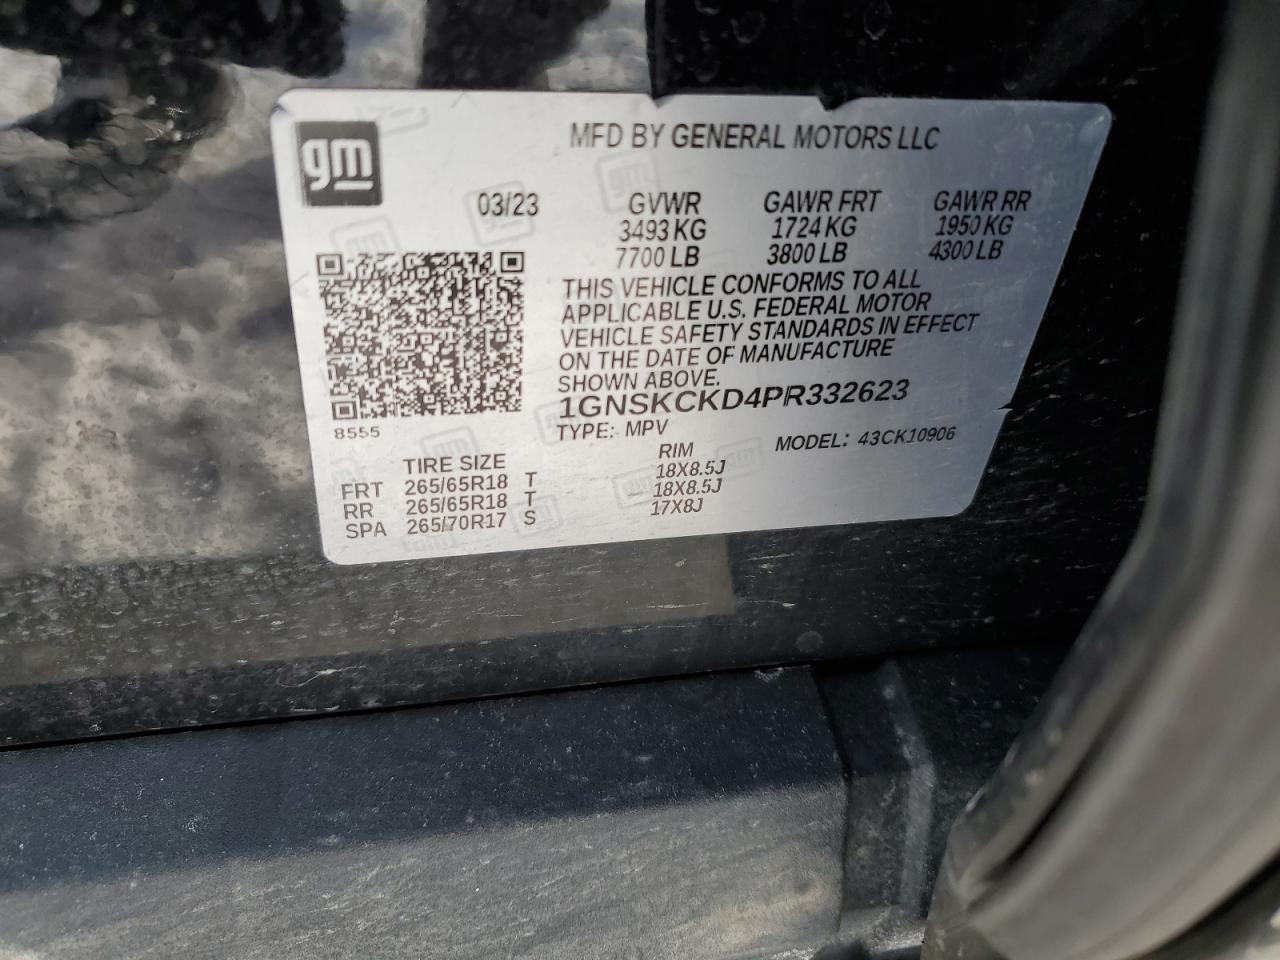 gm
MFD BY GENERAL MOTORS LLC
03/23 GVWR GAWR FRT GAWR RR
3493 KG 1724 KG 1950 KG
7700 LB 3800 LB 4300 LB
THIS VEHICLE CONFORMS TO ALL
APPLICABLE U.S. FEDERAL MOTOR
VEHICLE SAFETY STANDARDS IN EFFECT
ON THE DATE OF MANUFACTURE
SHOWN ABOVE.
1GNSKCKD4PR332623
8555
TYPE: MPV MODEL: 43CK10906
TIRE SIZE RIM
FRT 265/65R18 T 18X8.5J
RR 265/65R18 T 18X8.5J
SPA 265/70R17 S 17X8J